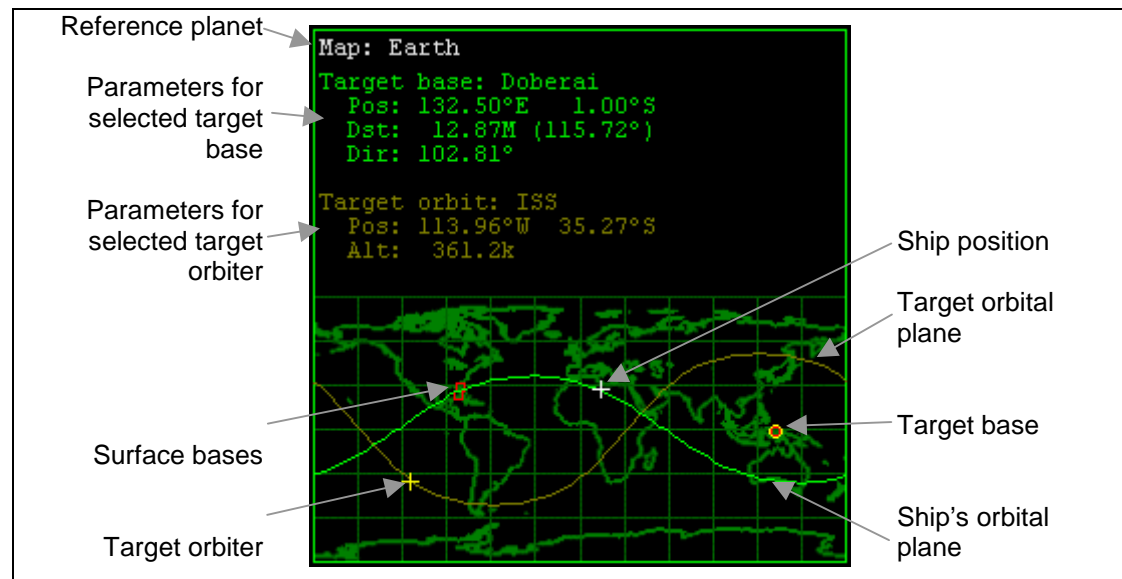 Reference planet
Parameters for
selected target
base
Parameters for
selected target
orbiter
Surface bases
Target orbiter
Map: Earth
Target base: Doberai
Pos: 132.50°E 1.00°S
Dst: 12.87M (115.72°)
Dir: 102.81°
Target orbit: ISS
Pos: 113.96°W 35.27°S
Alt: 361.2k
Ship position
Target orbital
plane
Target base
Ship's orbital
plane